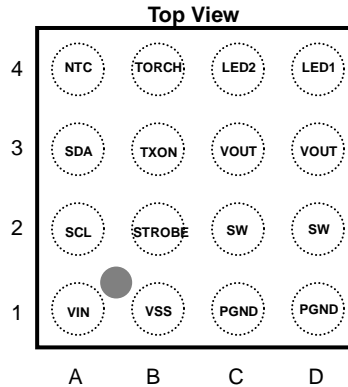 Top View
4 NTC TORCH LED2 LED1
3 SDA TXON VOUT VOUT
2 SCL STROBE SW SW
1 VIN VSS PGND PGND
A B C D